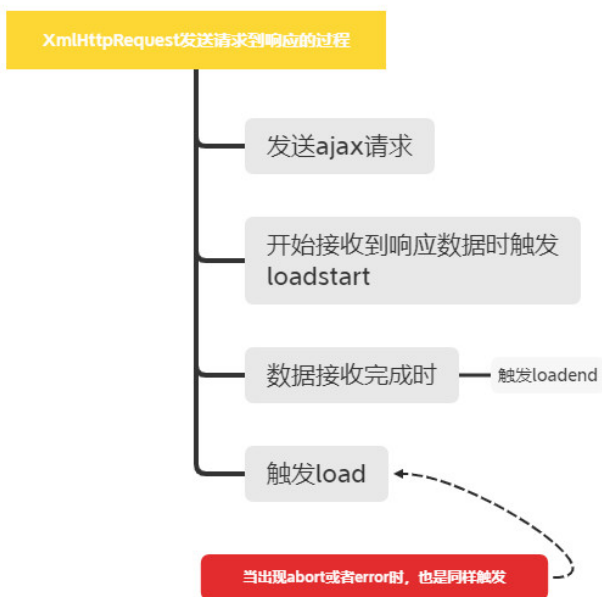 XmlHttpRequest发送请求到响应的过程
发送ajax请求
开始接收到响应数据时触发
loadstart
数据接收完成时
触发loadend
触发load
当出现abort或者error时，也是同样触发